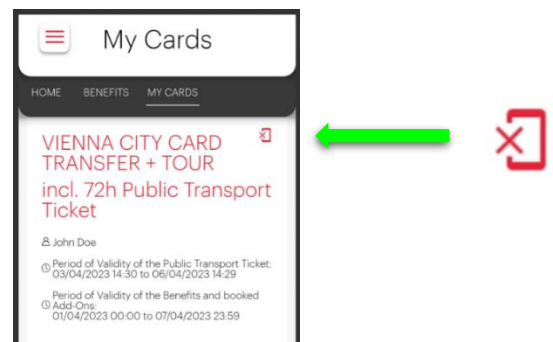 My Cards
HOME BENEFITS MY CARDS
VIENNA CITY CARD
TRANSFER + TOUR
incl. 72h Public Transport
Ticket
John Doe
Period of Validity of the Public Transport Ticket:
03/04/2023 14:30 to 06/04/2023 14:29
Period of Validity of the Benefits and booked
Add-Ons:
01/04/2023 00:00 to 07/04/2023 23:59